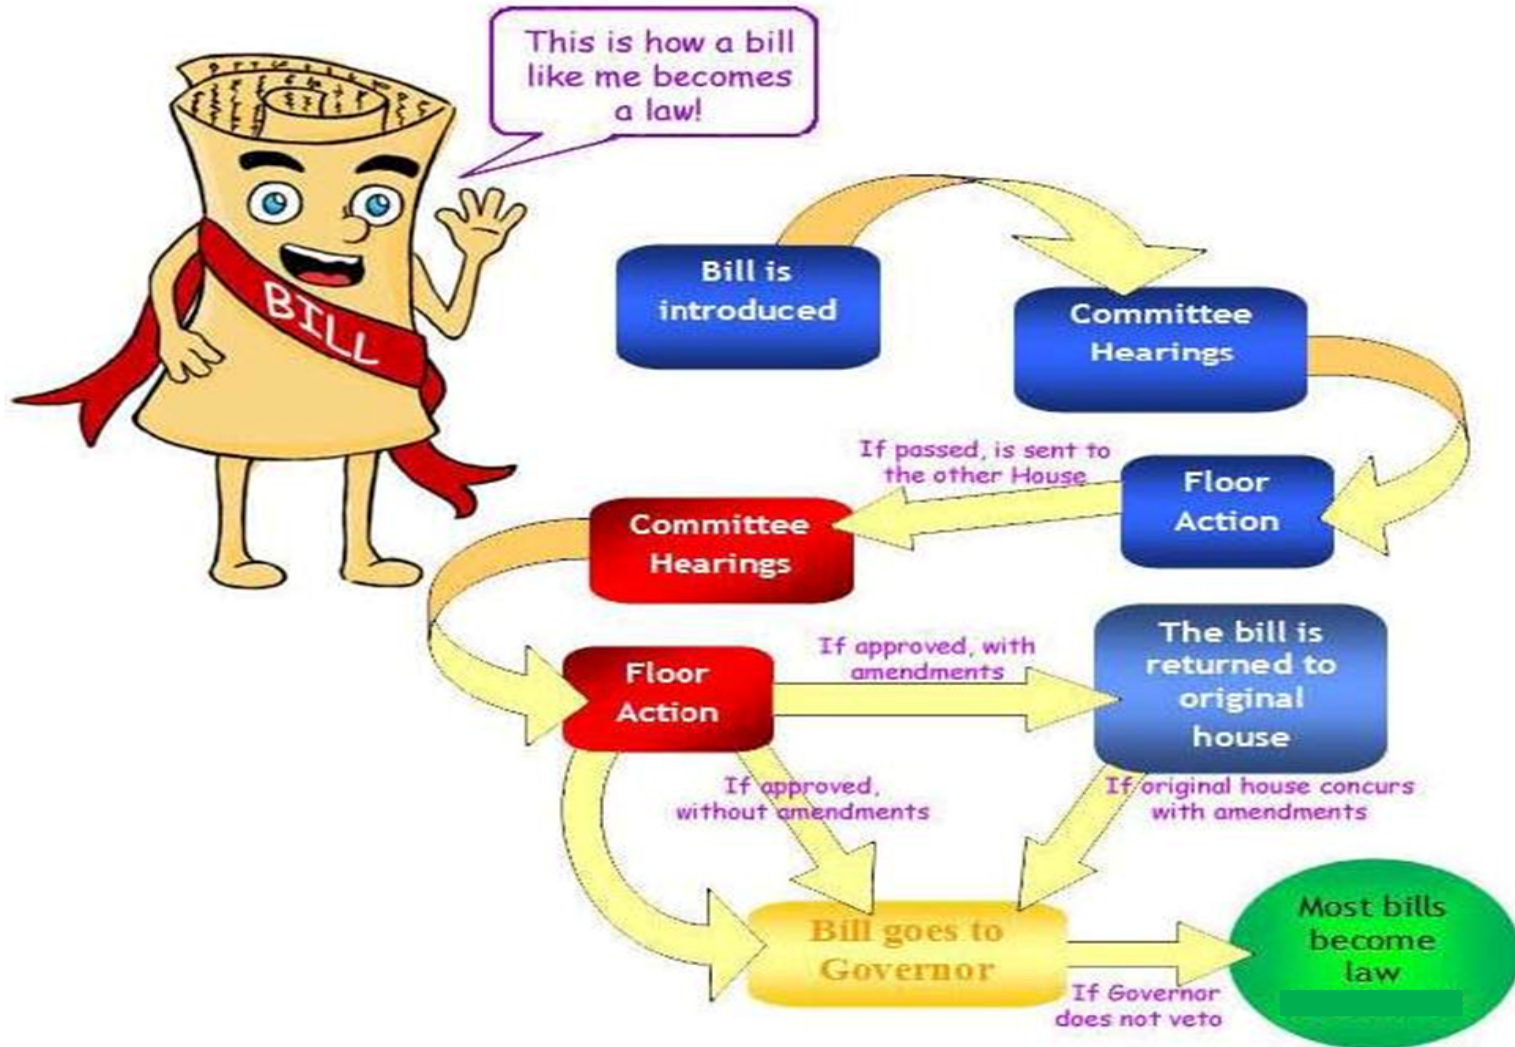 This is how a bill
like me becomes
a law!
BILL
Bill is
introduced
Committee
Hearings
If passed, is sent to
the other House
Floor
Action
Committee
Hearings
Floor
Action
If approved, with
amendments
The bill is
returned to
original
house
If approved,
without amendments
If original house concurs
with amendments
Bill goes to
Governor
If Governor
does not veto
Most bills
become
law